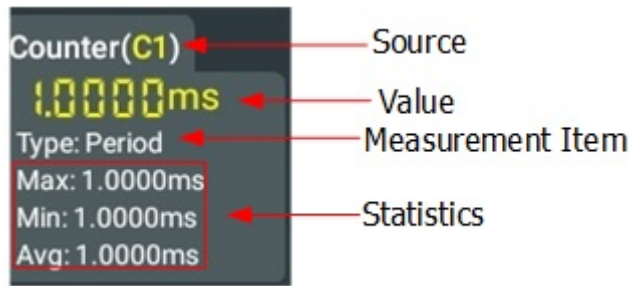 Counter(C1)
Source
1.0000ms
Value
Type: Period
Measurement Item
Max: 1.0000ms
Min: 1.0000ms
Statistics
Avg: 1.0000ms